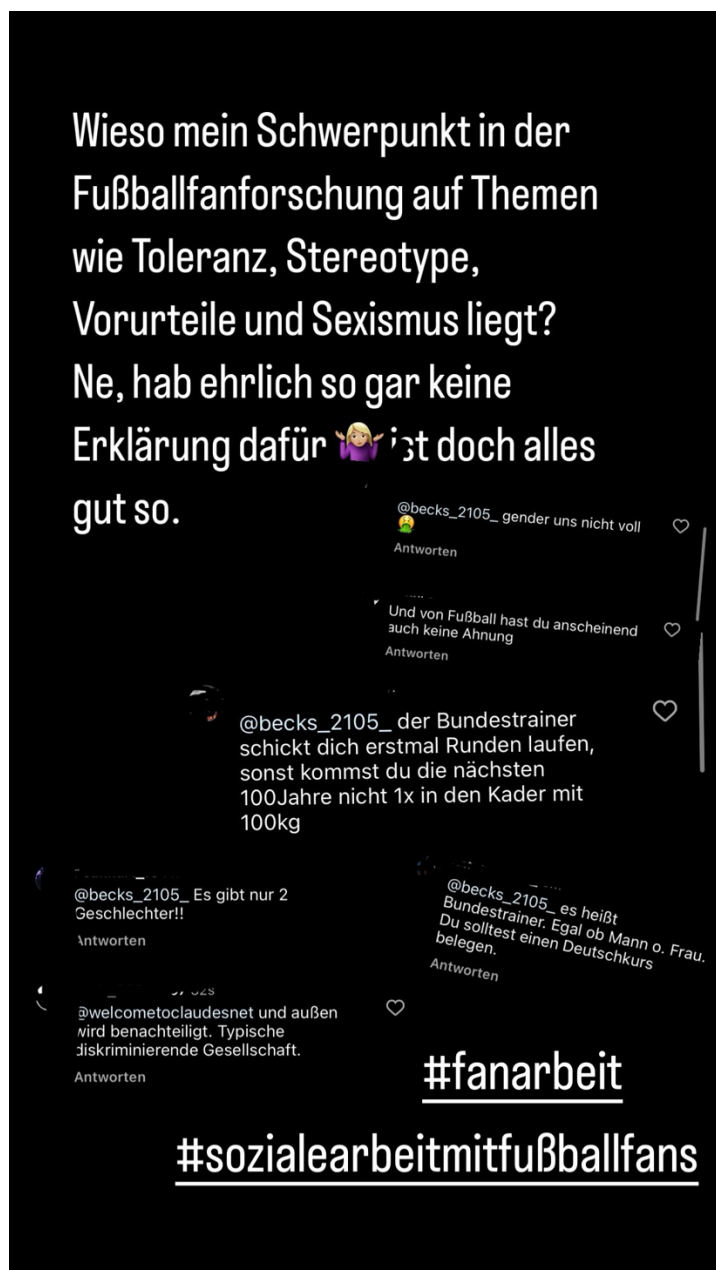 Wieso mein Schwerpunkt in der
Fußballfanforschung auf Themen
wie Toleranz, Stereotype,
Vorurteile und Sexismus liegt?
Ne, hab ehrlich so gar keine
Erklärung dafür 🤷🏼‍♀️ ist doch alles
gut so.
@becks_2105_ gender uns nicht voll
🤮
Antworten
Und von Fußball hast du anscheinend
auch keine Ahnung
Antworten
@becks_2105_ der Bundestrainer
schickt dich erstmal Runden laufen,
sonst kommst du die nächsten
100Jahre nicht 1x in den Kader mit
100kg
@becks_2105_ Es gibt nur 2
Geschlechter!!
Antworten
@becks_2105_ es heißt
Bundestrainer. Egal ob Mann o. Frau.
Du solltest einen Deutschkurs
belegen.
Antworten
@welcometoclaudesnet und außen
wird benachteiligt. Typische
diskriminierende Gesellschaft.
Antworten
#fanarbeit
#sozialearbeitmitfußballfans